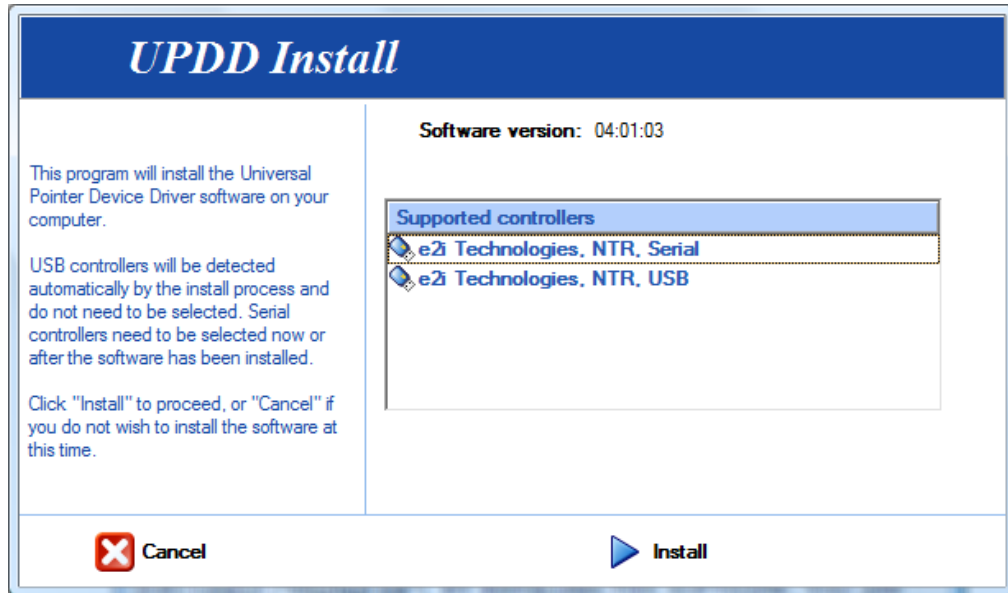 UPDD Install
Software version: 04:01:03
This program will install the Universal
Pointer Device Driver software on your
computer.
USB controllers will be detected
automatically by the install process and
do not need to be selected. Serial
controllers need to be selected now or
after the software has been installed.
Click "Install" to proceed, or "Cancel" if
you do not wish to install the software at
this time.
Supported controllers
e2i Technologies, NTR, Serial
e2i Technologies, NTR, USB
Cancel
Install